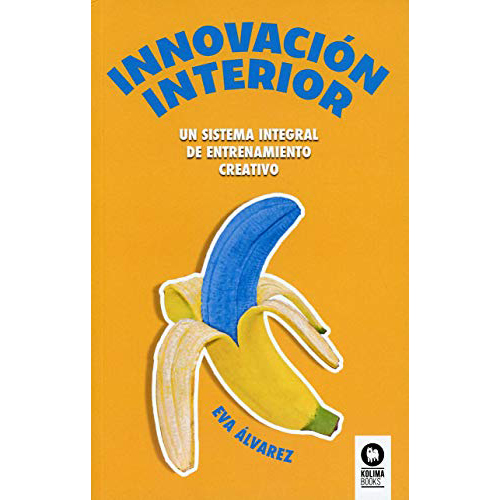 INNOVACIÓN
INTERIOR
UN SISTEMA INTEGRAL
DE ENTRENAMIENTO
CREATIVO
EVA ÁLVAREZ
KOLIMA
BOOKS